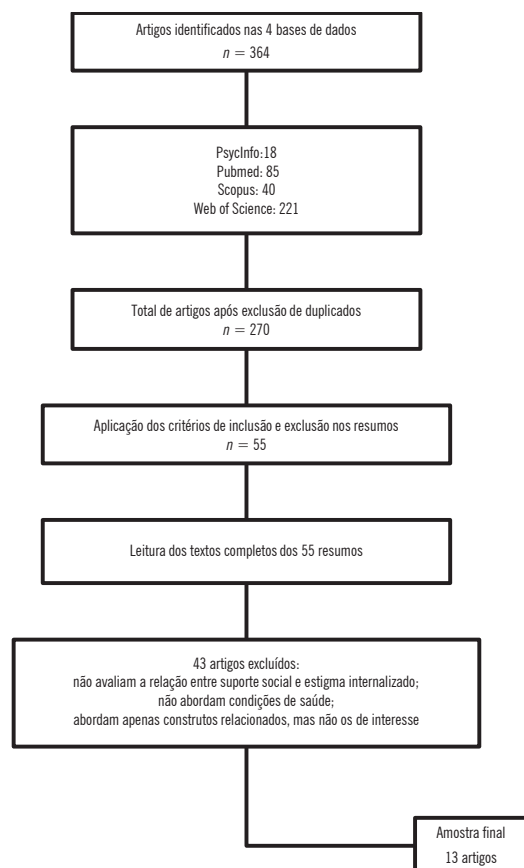 Artigos identificados nas 4 bases de dados
n = 364
PsycInfo:18
Pubmed: 85
Scopus: 40
Web of Science: 221
Total de artigos após exclusão de duplicados
n = 270
Aplicação dos critérios de inclusão e exclusão nos resumos
n = 55
Leitura dos textos completos dos 55 resumos
43 artigos excluídos:
não avaliam a relação entre suporte social e estigma internalizado;
não abordam condições de saúde;
abordam apenas construtos relacionados, mas não os de interesse
Amostra final
13 artigos